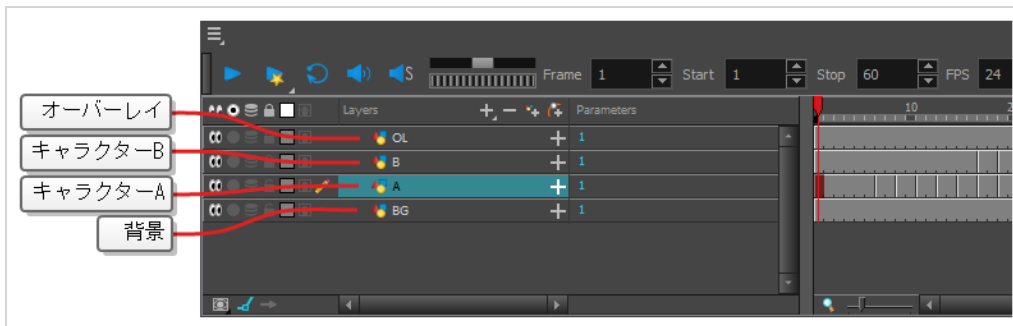 S Frame 1 Start 1 Stop 60 FPS 24
オーバーレイ Layers Parameters 10 2
OL 1
キャラクターB B 1
キャラクターA A 1
背景 BG 1